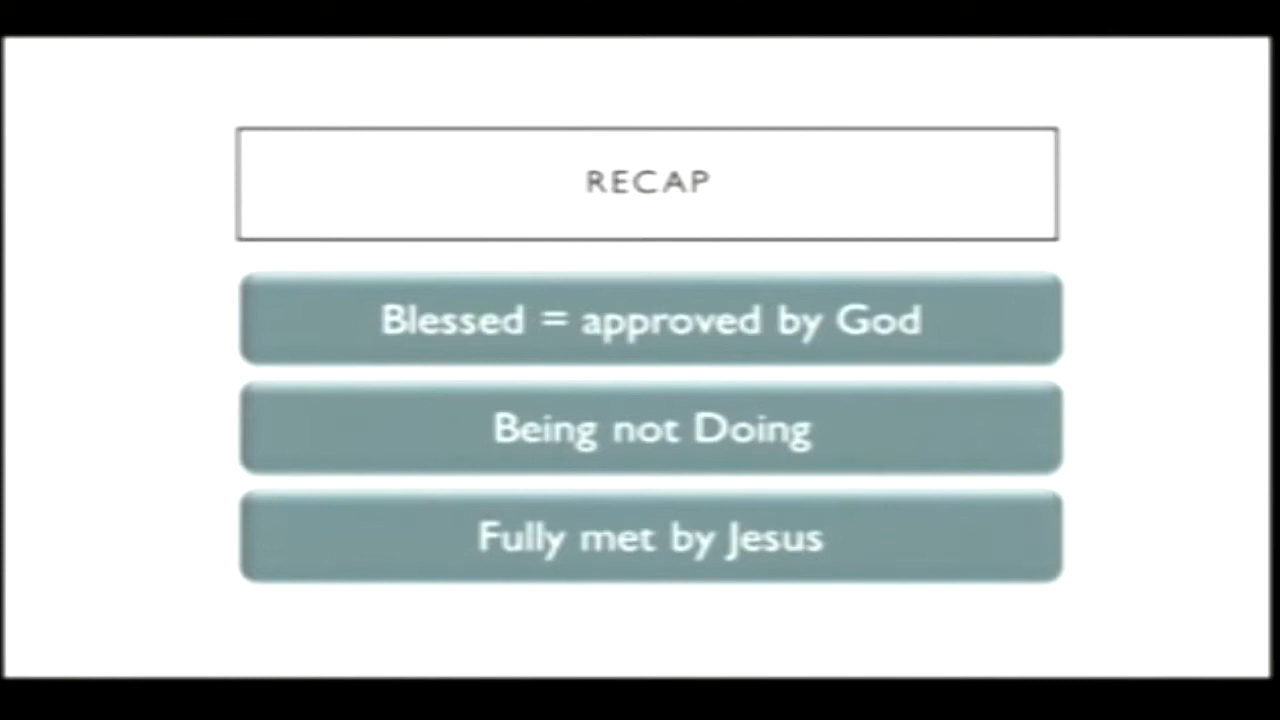 RECAP
Blessed = approved by God
Being not Doing
Fully met by Jesus